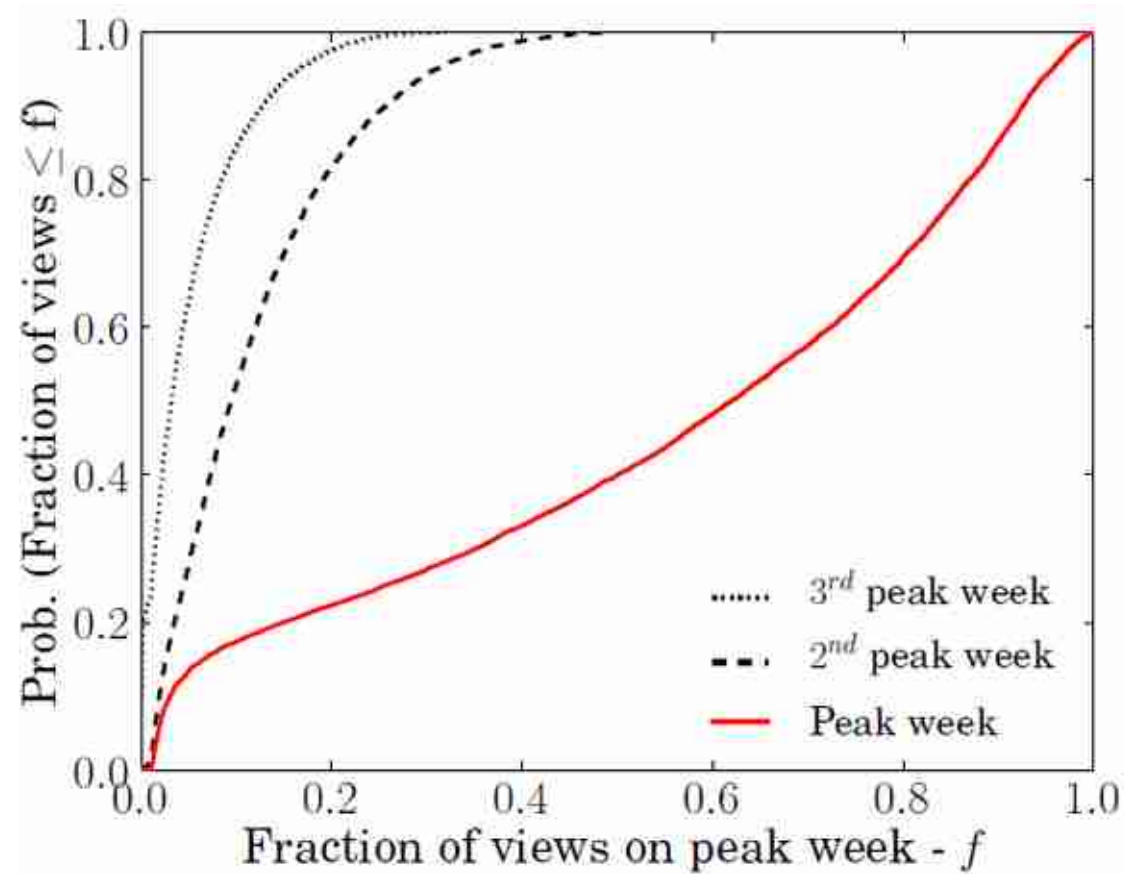 Prob. (Fraction of views ≤ f)
1.0
0.8
0.6
0.4
0.2
0.0
0.0 0.2 0.4 0.6 0.8 1.0
Fraction of views on peak week - f
3rd peak week
2nd peak week
Peak week